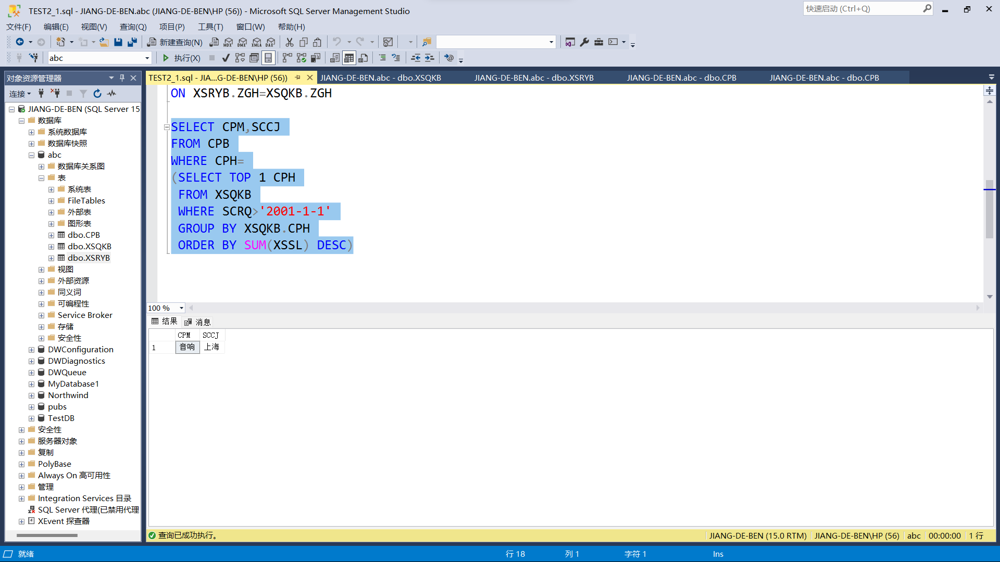 TEST2_1.sql - JIANG-DE-BEN.abc (JIANG-DE-BEN\HP (56)) - Microsoft SQL Server Management Studio
快速启动 (Ctrl+Q)
文件(F) 编辑(E) 视图(V) 查询(Q) 项目(P) 工具(T) 窗口(W) 帮助(H)
新建查询(N) MDX DMX XMLA DAX
abc 执行(X)
对象资源管理器
连接
JIANG-DE-BEN (SQL Server 15
数据库
系统数据库
数据库快照
abc
数据库关系图
表
系统表
FileTables
外部表
图形表
dbo.CPB
dbo.XSQKB
dbo.XSRYB
视图
外部资源
同义词
可编程性
Service Broker
存储
安全性
DWConfiguration
DWDiagnostics
DWQueue
MyDatabase1
Northwind
pubs
TestDB
安全性
服务器对象
复制
PolyBase
Always On 高可用性
管理
Integration Services 目录
SQL Server 代理(已禁用代理
XEvent 探查器
TEST2_1.sql - JIA...G-DE-BEN\HP (56)) JIANG-DE-BEN.abc - dbo.XSQKB JIANG-DE-BEN.abc - dbo.XSRYB JIANG-DE-BEN.abc - dbo.CPB JIANG-DE-BEN.abc - dbo.CPB
ON XSRYB.ZGH=XSQKB.ZGH
SELECT CPM,SCCJ
FROM CPB
WHERE CPH=
(SELECT TOP 1 CPH
FROM XSQKB
WHERE SCRQ>'2001-1-1'
GROUP BY XSQKB.CPH
ORDER BY SUM(XSSL) DESC)
100 %
结果 消息
CPM SCCJ
1 音响 上海
查询已成功执行。 JIANG-DE-BEN (15.0 RTM) JIANG-DE-BEN\HP (56) abc 00:00:00 1 行
就绪 行 18 列 1 字符 1 Ins